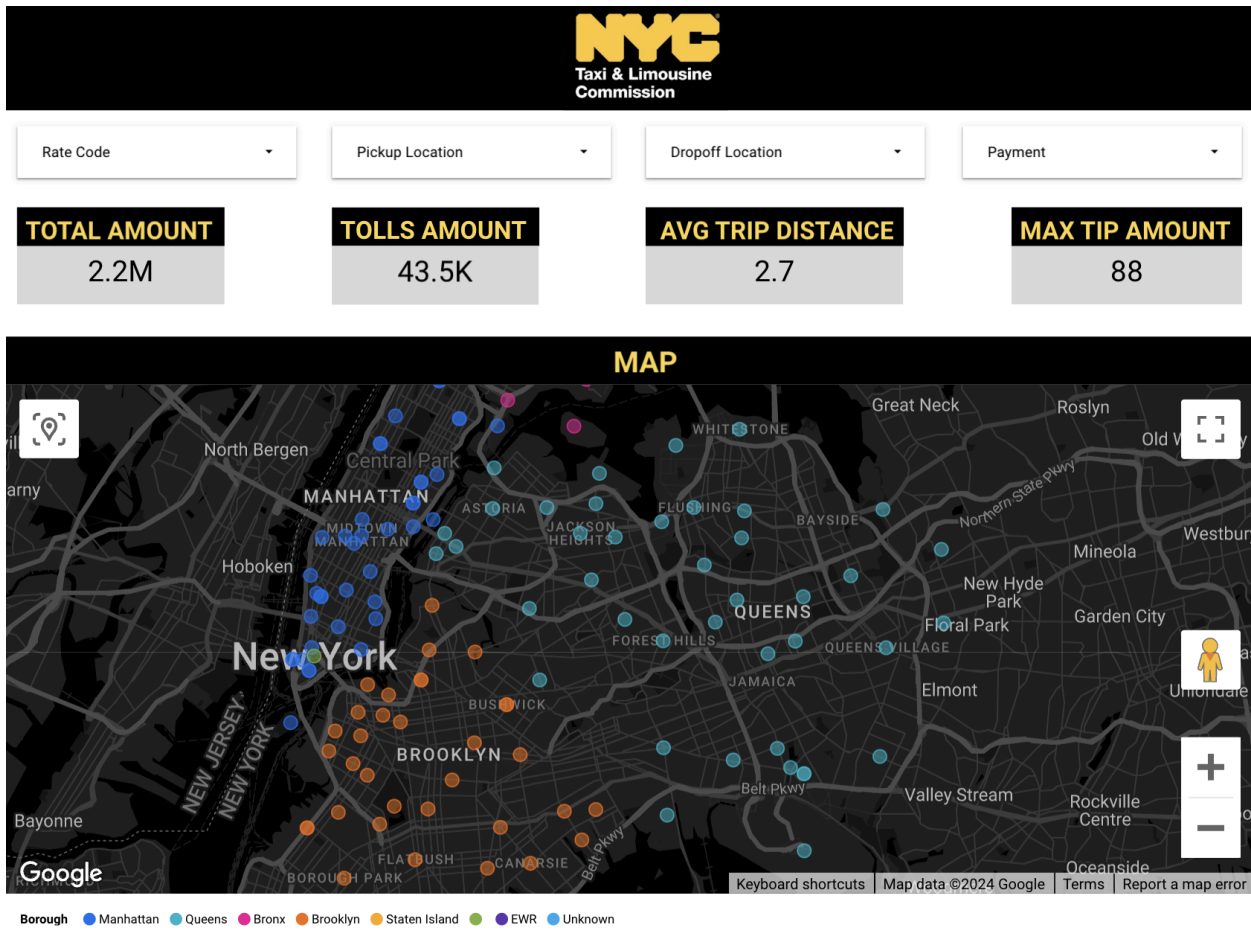 NYC
Taxi & Limousine
Commission
Rate Code
Pickup Location
Dropoff Location
Payment
TOTAL AMOUNT
2.2M
TOLLS AMOUNT
43.5K
AVG TRIP DISTANCE
2.7
MAX TIP AMOUNT
88
MAP
Great Neck
Roslyn
North Bergen
WHITESTONE
Old
Central Park
arny
MANHATTAN
Northern State Pkwy
ASTORIA
FLUSHING
BAYSIDE
MIDTOWN
MANHATTAN
JACKSON
HEIGHTS
Westbur
Mineola
Hoboken
New Hyde
Park
QUEENS
Garden City
Floral Park
FOREST HILLS
QUEENS VILLAGE
New York
JAMAICA
Elmont
Uniondale
BUSHWICK
NEW JERSEY
NEW YORK
BROOKLYN
Belt Pkwy
Valley Stream
Rockville
Centre
Bayonne
Belt Pkwy
FLATBUSH
CANARSIE
BOROUGH PARK
Oceanside
Google
Keyboard shortcuts
Map data ©2024 Google
Terms
Report a map error
Borough
Manhattan
Queens
Bronx
Brooklyn
Staten Island
EWR
Unknown